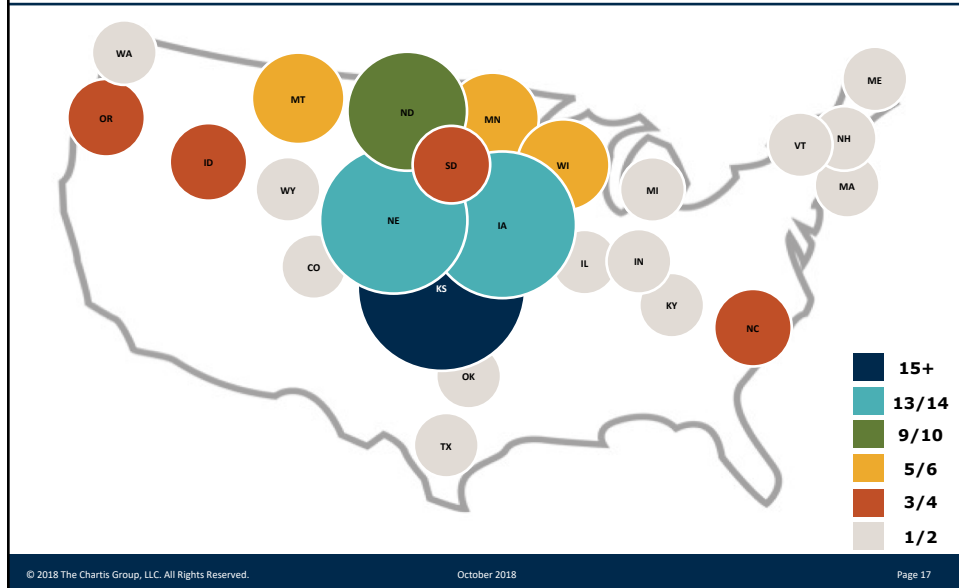 WA
ME
MT
ND
OR
MN
NH
VT
ID
SD
WI
WY
MI
MA
NE
IA
CO
IL
IN
KS
KY
NC
OK
TX
15+
13/14
9/10
5/6
3/4
1/2
© 2018 The Chartis Group, LLC. All Rights Reserved.
October 2018
Page 17